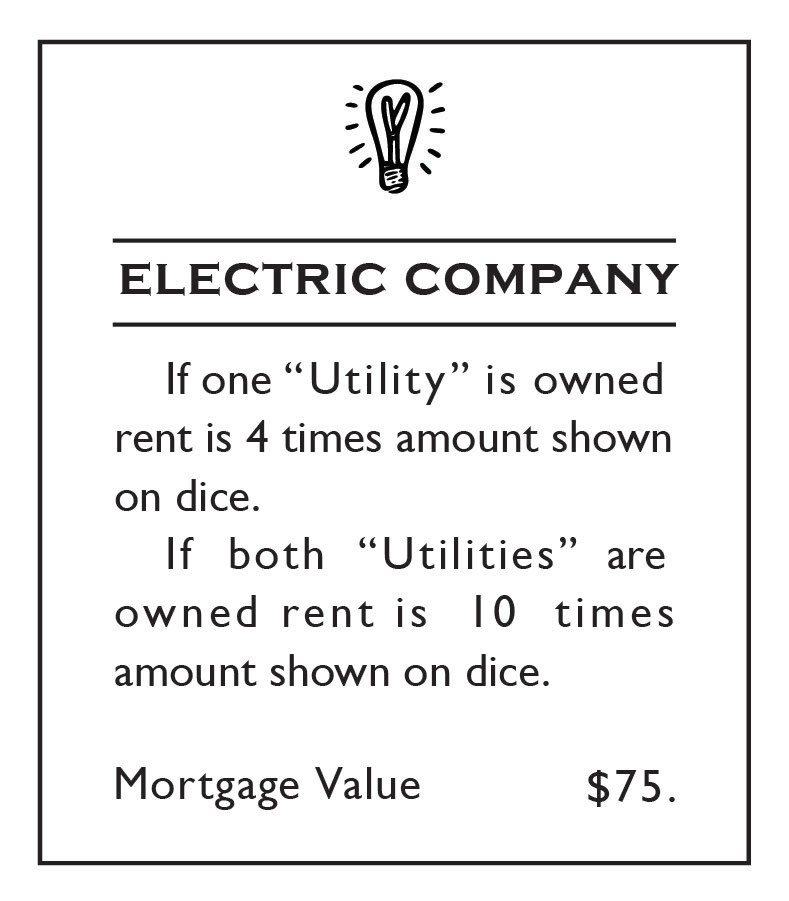 ELECTRIC COMPANY
If one “Utility” is owned
rent is 4 times amount shown
on dice.
If both “Utilities” are
owned rent is 10 times
amount shown on dice.
Mortgage Value $75.